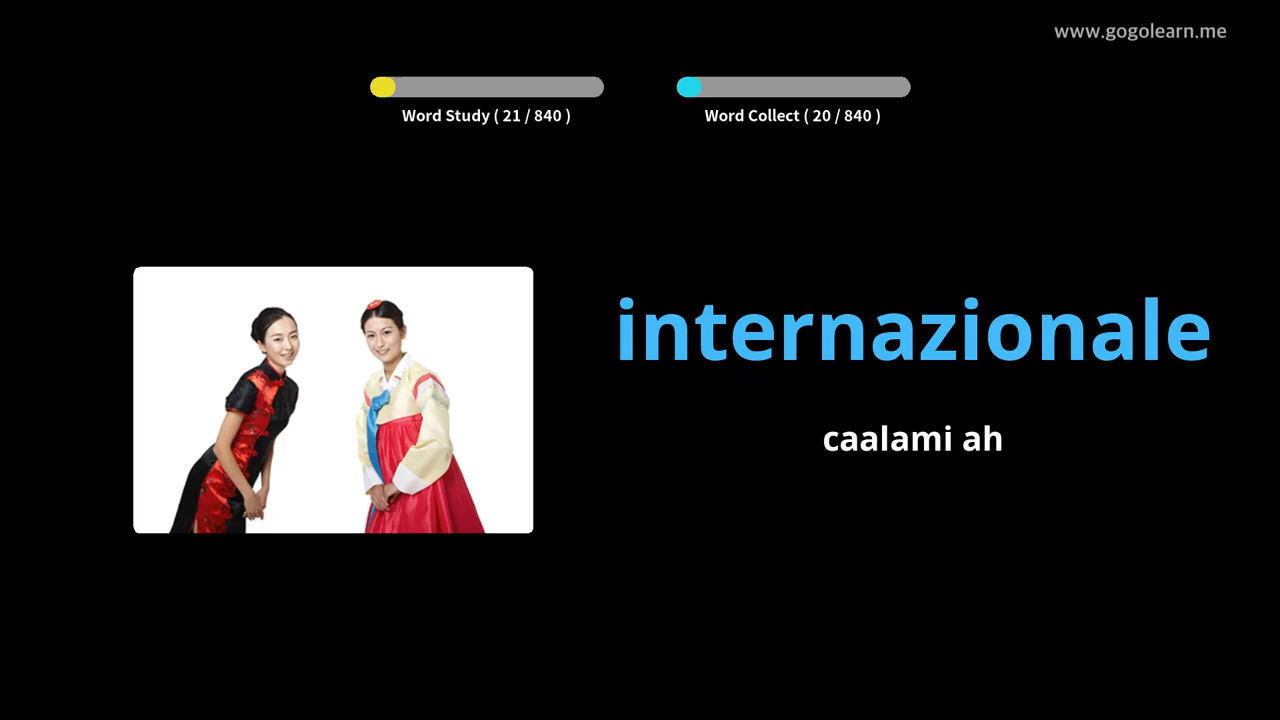 www.gogolearn.me
Word Study ( 21 / 840 )
Word Collect ( 20 / 840 )
internazionale
caalami ah